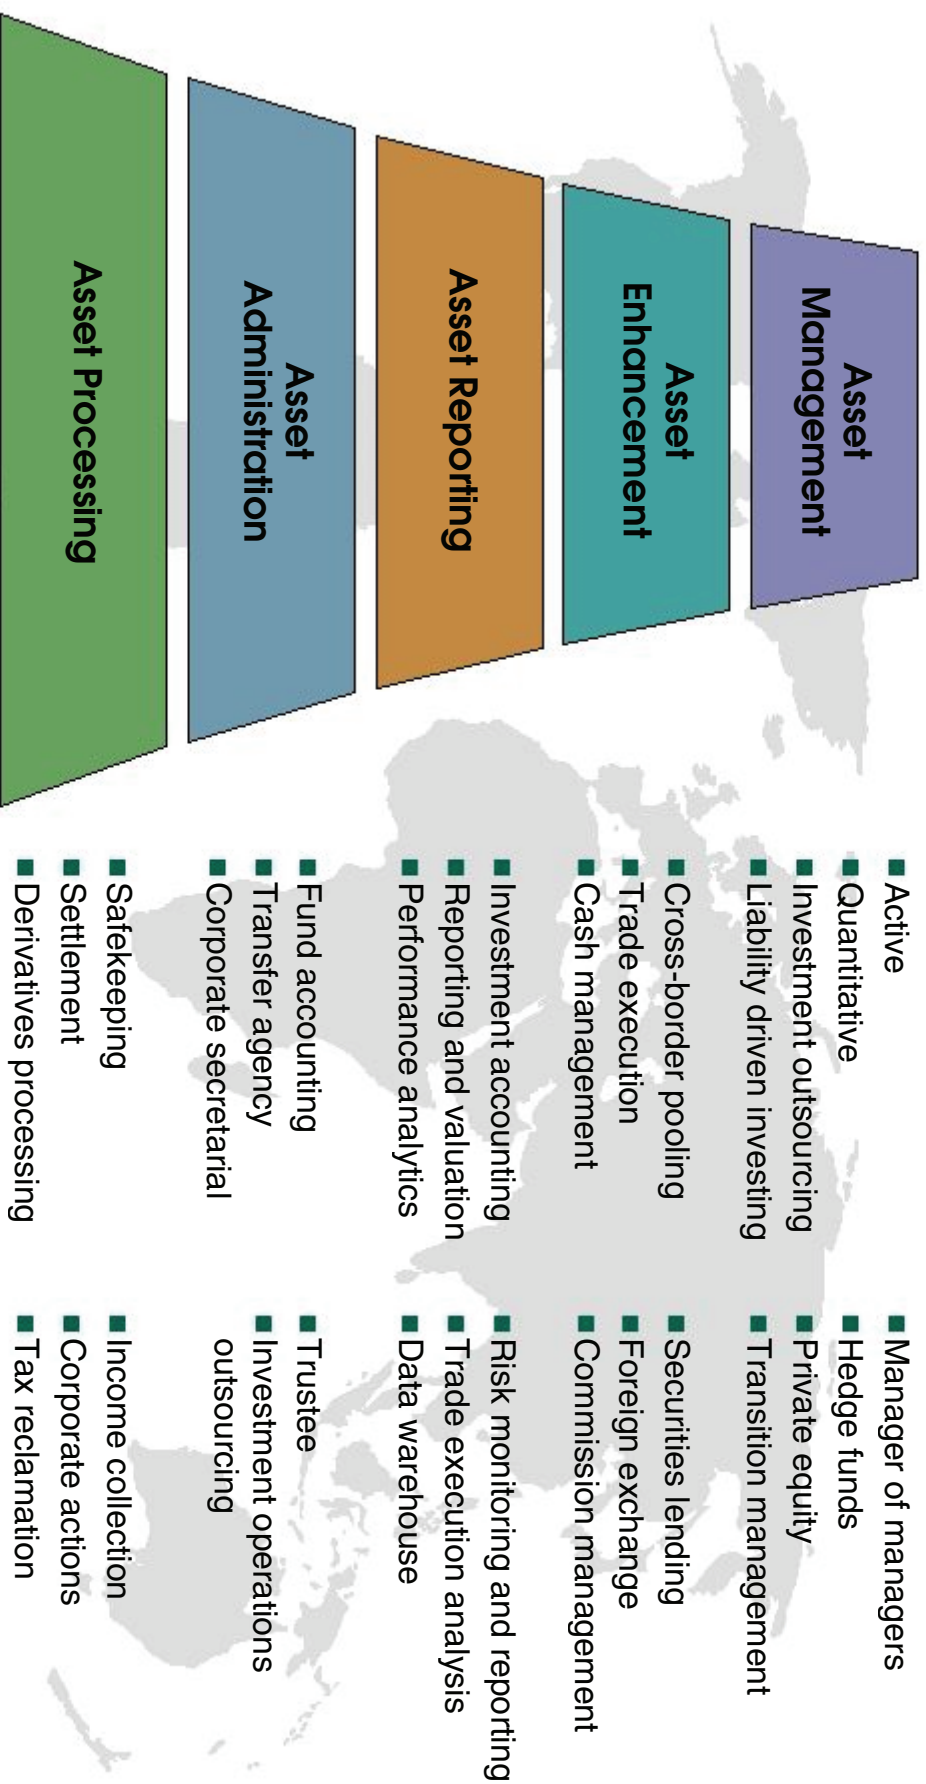 Asset
Management
Active
Quantitative
Investment outsourcing
Liability driven investing
Manager of managers
Hedge funds
Private equity
Transition management
Asset
Enhancement
Cross-border pooling
Trade execution
Cash management
Securities lending
Foreign exchange
Commission management
Asset Reporting
Investment accounting
Reporting and valuation
Performance analytics
Risk monitoring and reporting
Trade execution analysis
Data warehouse
Asset
Administration
Fund accounting
Transfer agency
Corporate secretarial
Trustee
Investment operations
outsourcing
Asset Processing
Safekeeping
Settlement
Derivatives processing
Income collection
Corporate actions
Tax reclamation